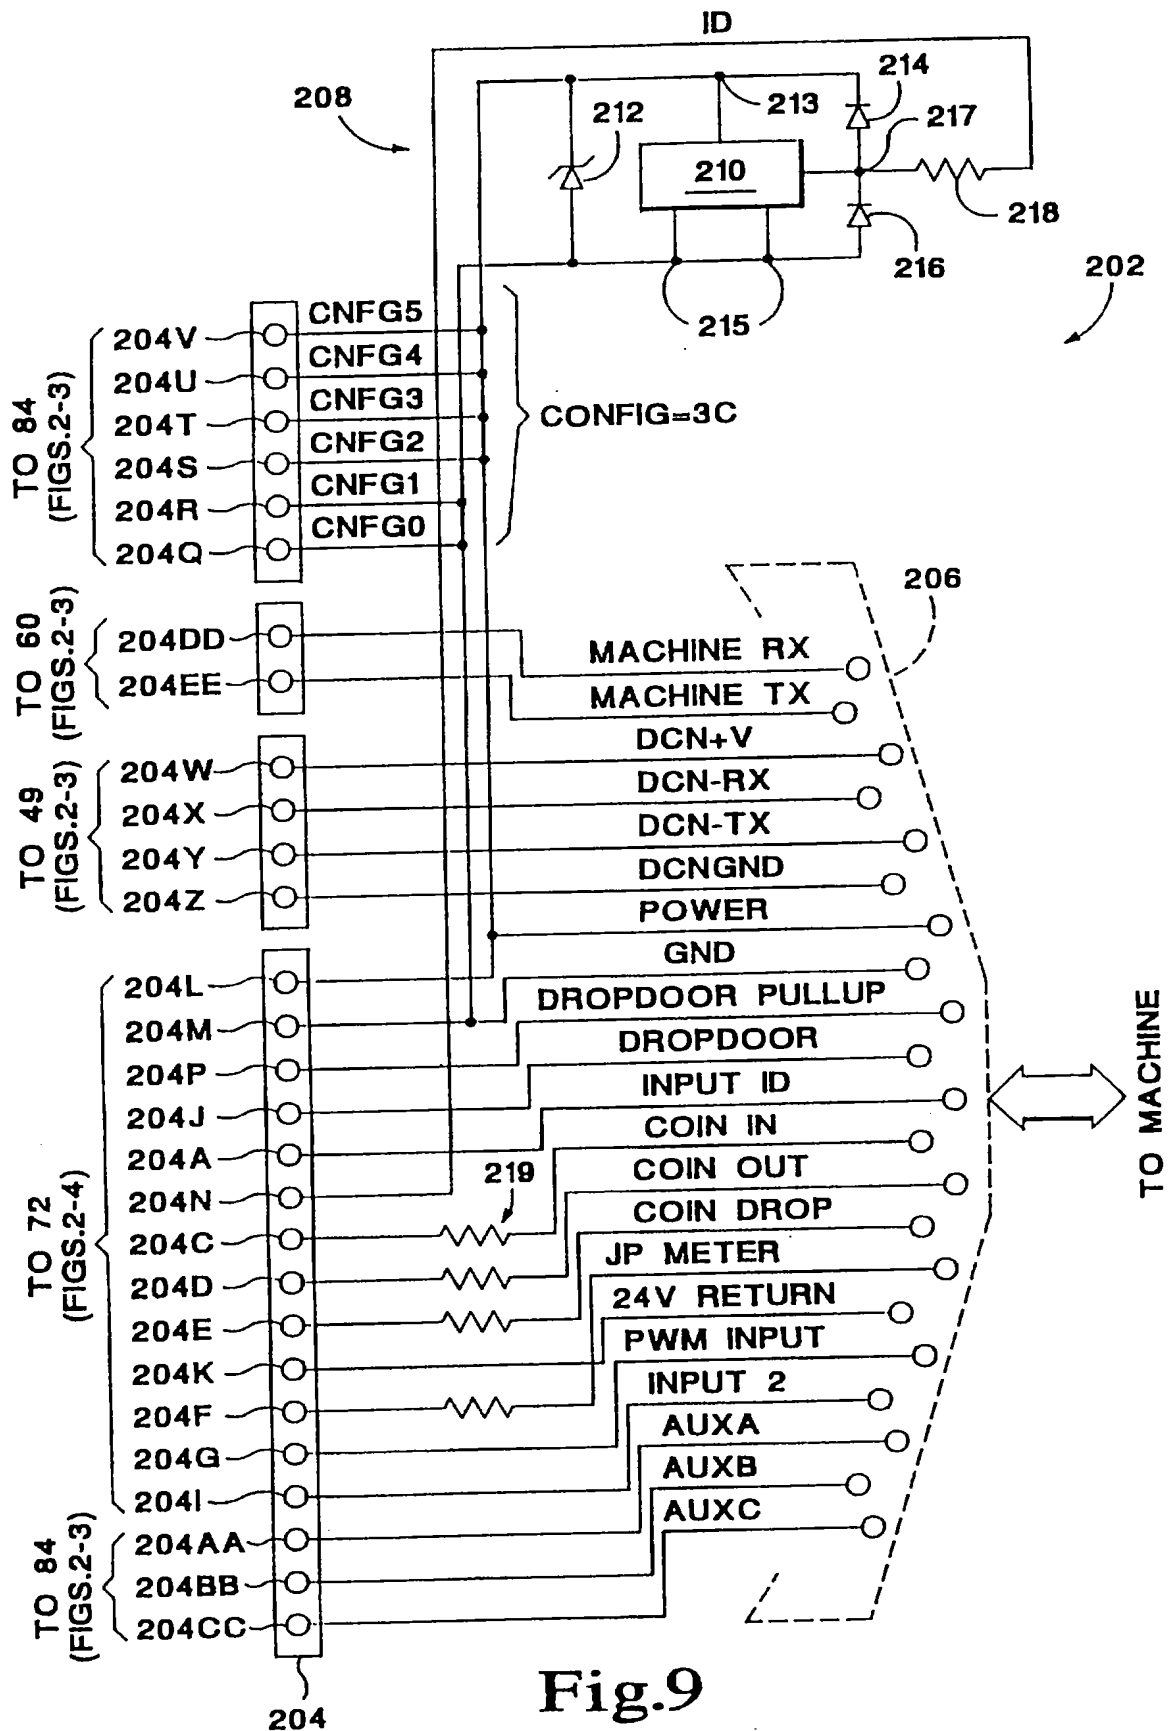 ID
208
212
213
214
217
210
218
216
202
215
TO 84
(FIGS.2-3)
204V
CNFG5
204U
CNFG4
204T
CNFG3
204S
CNFG2
204R
CNFG1
204Q
CNFG0
CONFIG=3C
206
TO 60
(FIGS.2-3)
204DD
MACHINE RX
204EE
MACHINE TX
TO 49
(FIGS.2-3)
204W
DCN+V
204X
DCN-RX
204Y
DCN-TX
204Z
DCNGND
POWER
GND
TO 72
(FIGS.2-4)
204L
204M
DROPDOOR PULLUP
204P
DROPDOOR
204J
INPUT ID
204A
COIN IN
204N
219
COIN OUT
204C
COIN DROP
204D
JP METER
204E
24V RETURN
204K
PWM INPUT
204F
INPUT 2
204G
AUXA
204I
AUXB
AUXC
TO MACHINE
TO 84
(FIGS.2-3)
204AA
204BB
204CC
204
Fig.9